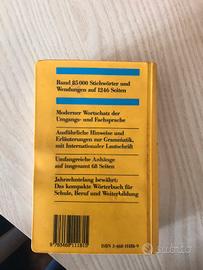 Rund 85000 Stichwörter und
Wendungen auf 1246 Seiten
Moderner Wortschatz der
Umgangs- und Fachsprache
Ausführliche Hinweise und
Erläuterungen zur Grammatik,
mit Internationaler Lautschrift
Umfangreiche Anhänge
auf insgesamt 68 Seiten
Jahrzehntelang bewährt:
Das kompakte Wörterbuch für
Schule, Beruf und Weiterbildung
subito